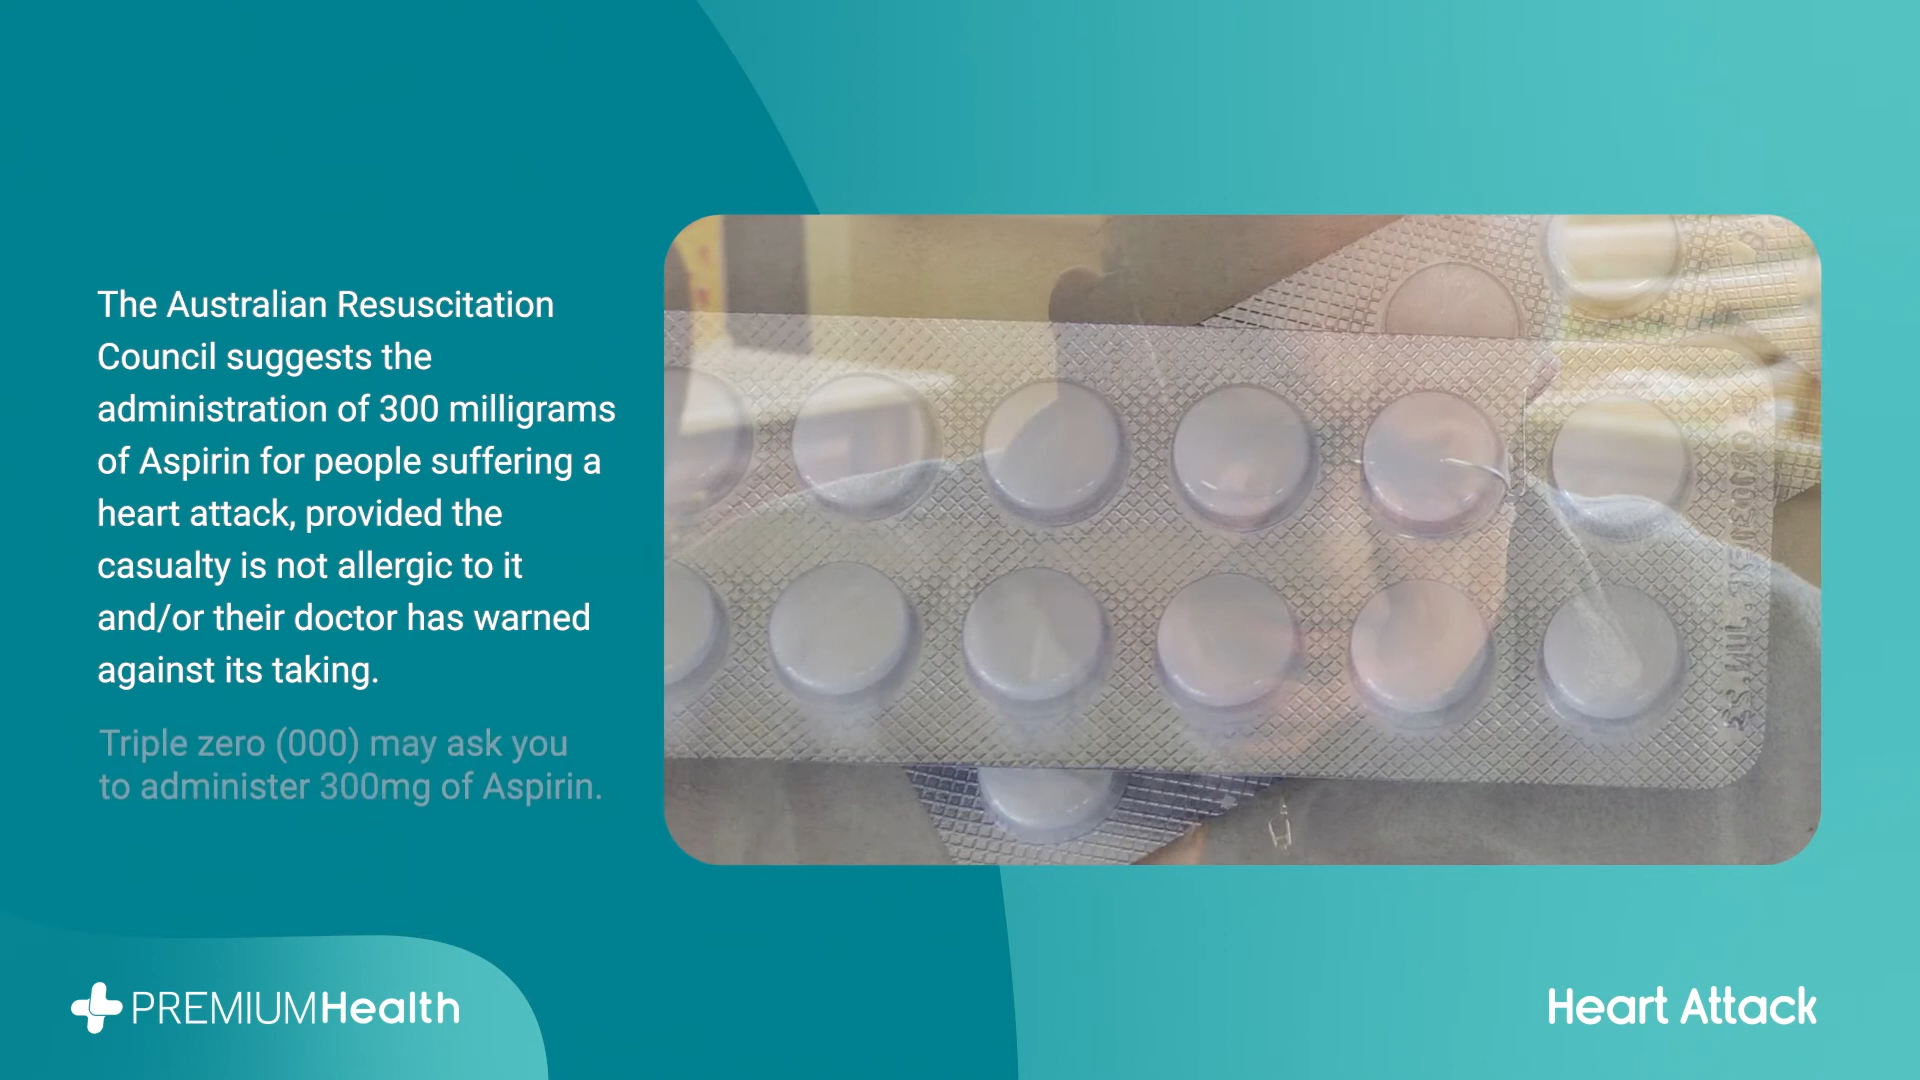 The Australian Resuscitation
Council suggests the
administration of 300 milligrams
of Aspirin for people suffering a
heart attack, provided the
casualty is not allergic to it
and/or their doctor has warned
against its taking.
Triple zero (000) may ask you
to administer 300mg of Aspirin.
PREMIUMHealth
Heart Attack